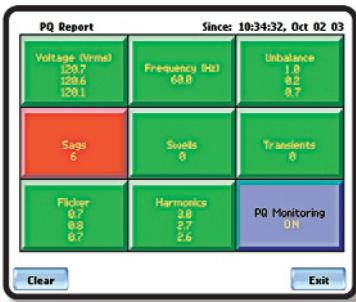 PQ Report Since: 10:34:32, Oct 02 03
Voltage (Vrms)
120.7
120.6
120.1
Frequency (Hz)
60.0
Unbalance
1.0
0.2
0.7
Sags
6
Swells
0
Transients
0
Flicker
0.7
0.8
0.7
Harmonics
3.0
2.7
2.6
PQ Monitoring
ON
Clear Exit